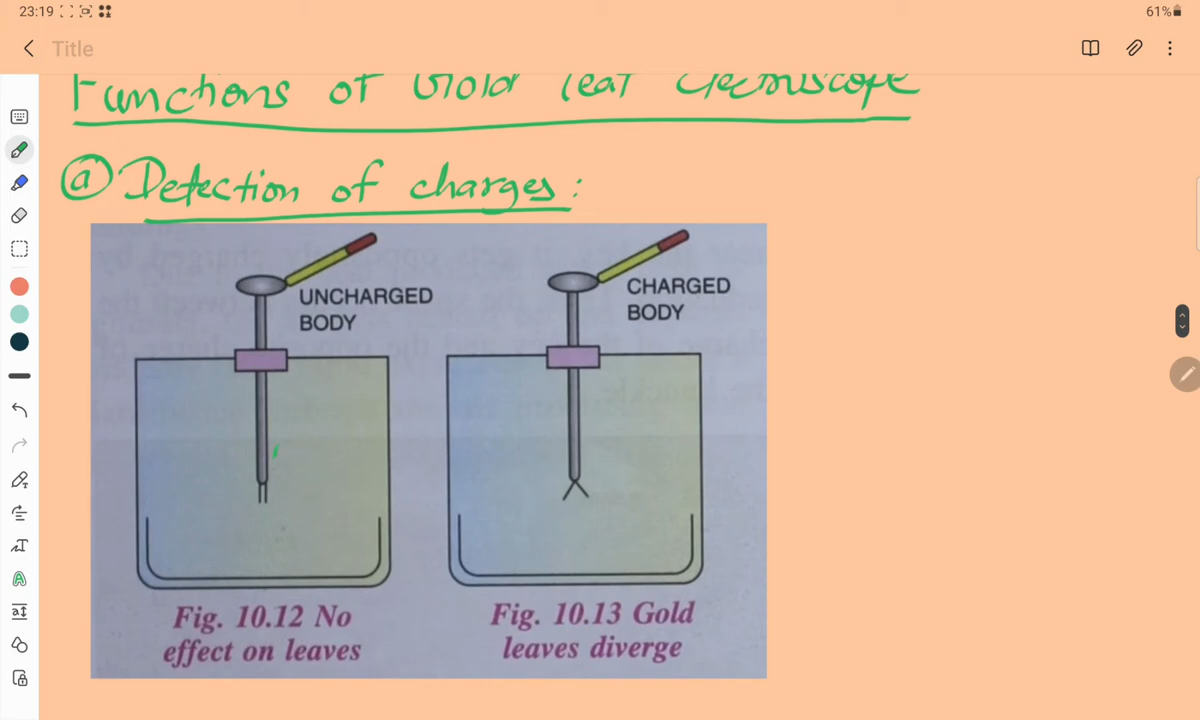 23:19
61%
Title
Functions of Gold leaf electroscope
(a) Detection of charges :
UNCHARGED
BODY
CHARGED
BODY
Fig. 10.12 No
effect on leaves
Fig. 10.13 Gold
leaves diverge